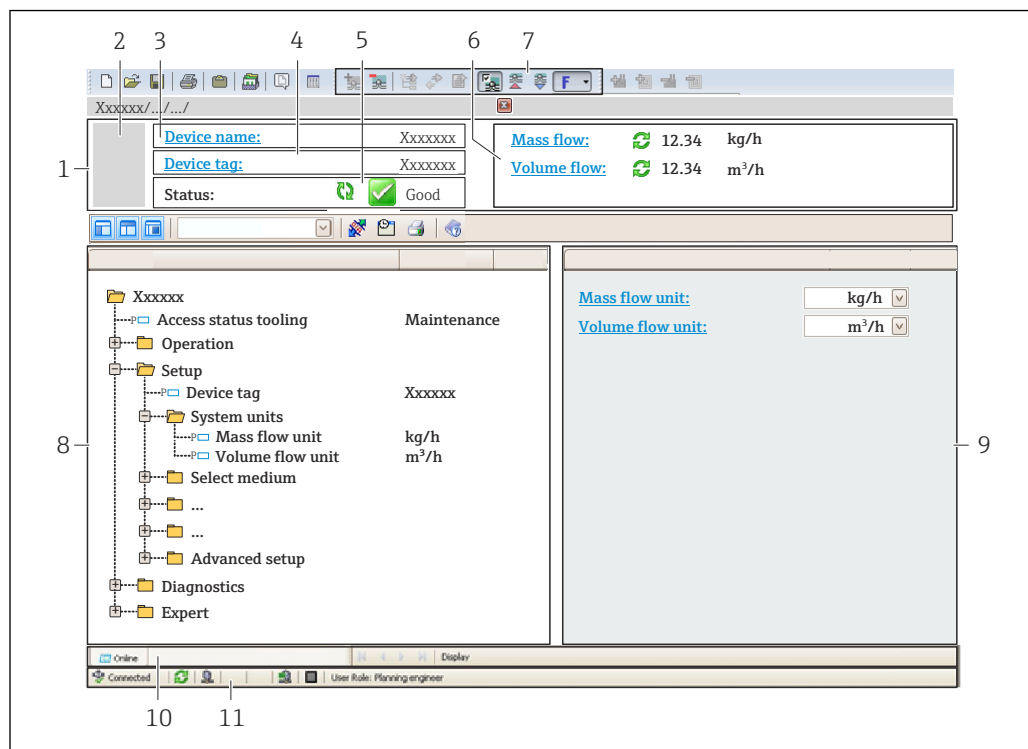 2 3 4 5 6 7
F
Xxxxxx/.../.../
1
Device name: Xxxxxxx
Device tag: Xxxxxxx
Status: Good
Mass flow: 12.34 kg/h
Volume flow: 12.34 m³/h
Xxxxxx
P Access status tooling Maintenance
Operation
Setup
P Device tag Xxxxxx
System units
P Mass flow unit kg/h
P Volume flow unit m³/h
Select medium
...
...
Advanced setup
Diagnostics
Expert
8
Mass flow unit: kg/h
Volume flow unit: m³/h
9
Online Display
Connected User Role: Planning engineer
10 11